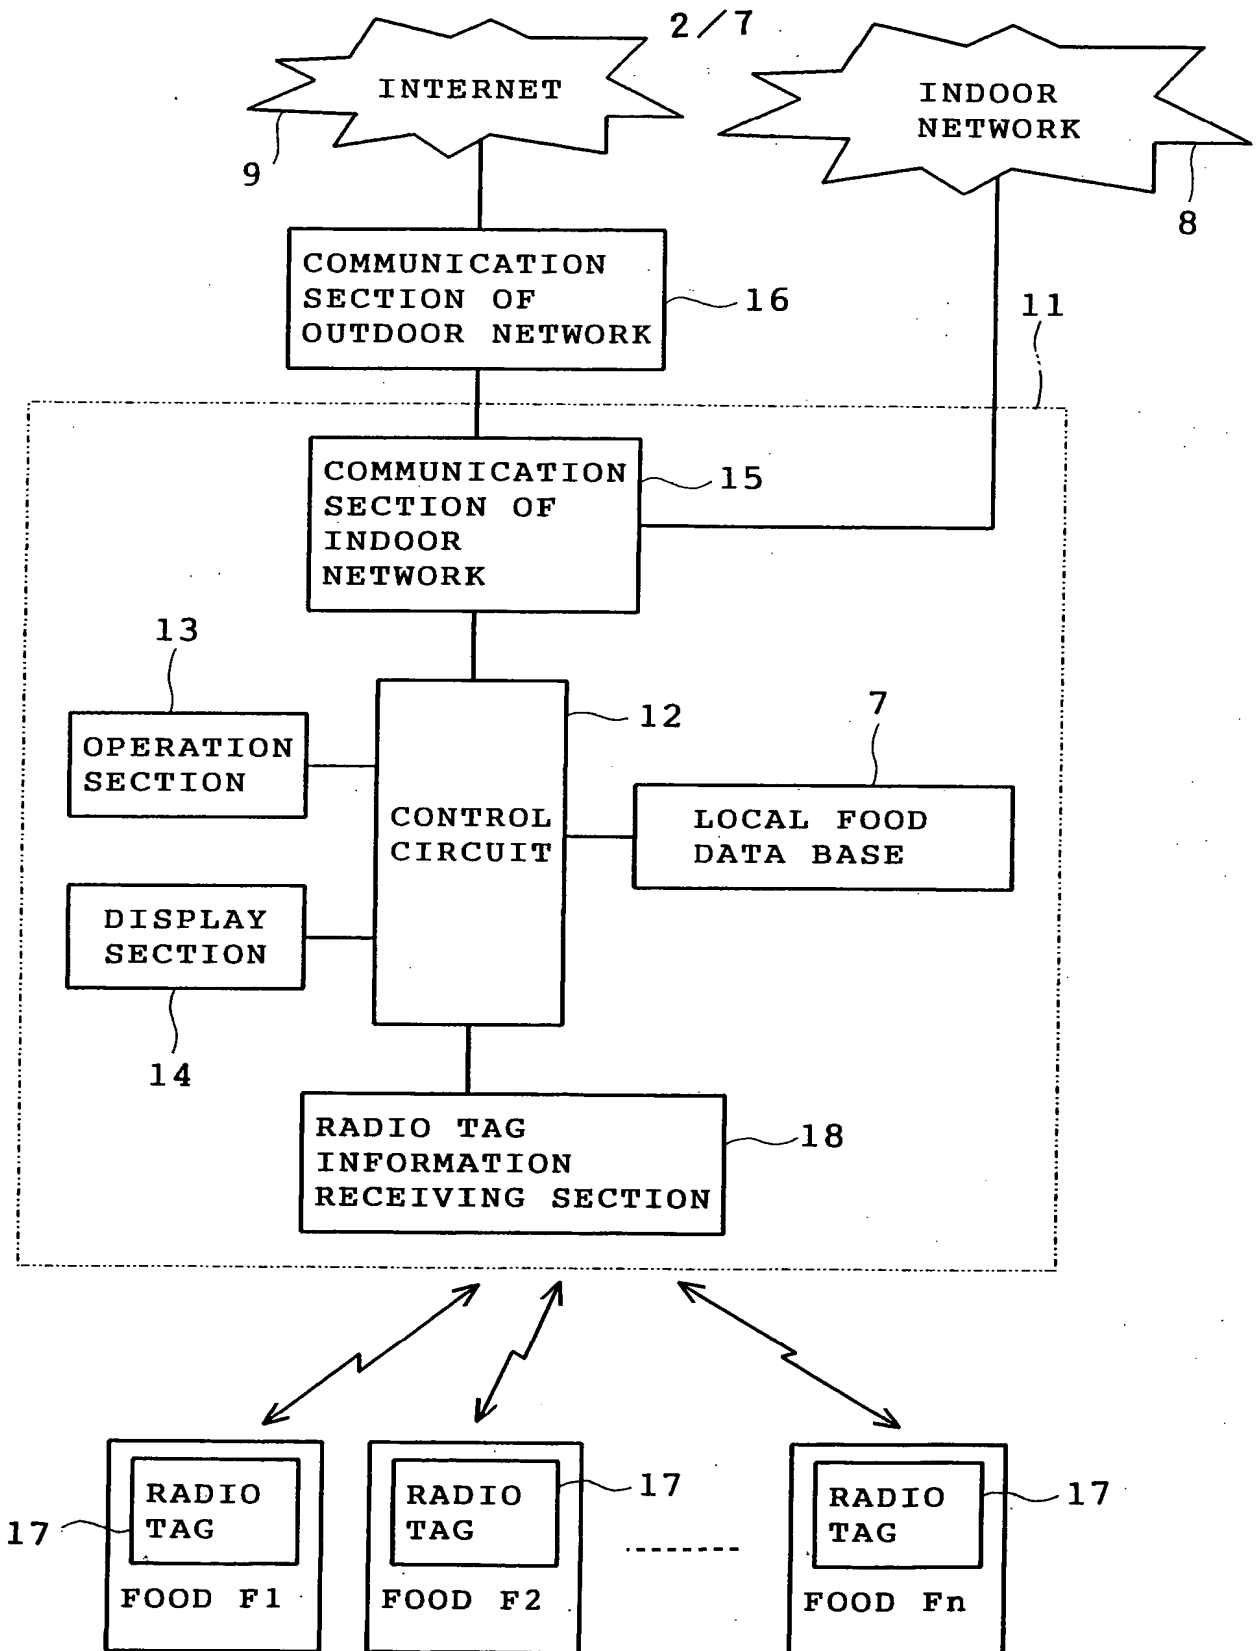 2/7
INTERNET
9
INDOOR
NETWORK
8
COMMUNICATION
SECTION OF
OUTDOOR NETWORK
16
11
COMMUNICATION
SECTION OF
INDOOR
NETWORK
15
13
OPERATION
SECTION
12
CONTROL
CIRCUIT
7
LOCAL FOOD
DATA BASE
DISPLAY
SECTION
14
RADIO TAG
INFORMATION
RECEIVING SECTION
18
RADIO
TAG
17
FOOD F1
RADIO
TAG
17
FOOD F2
RADIO
TAG
17
FOOD Fn